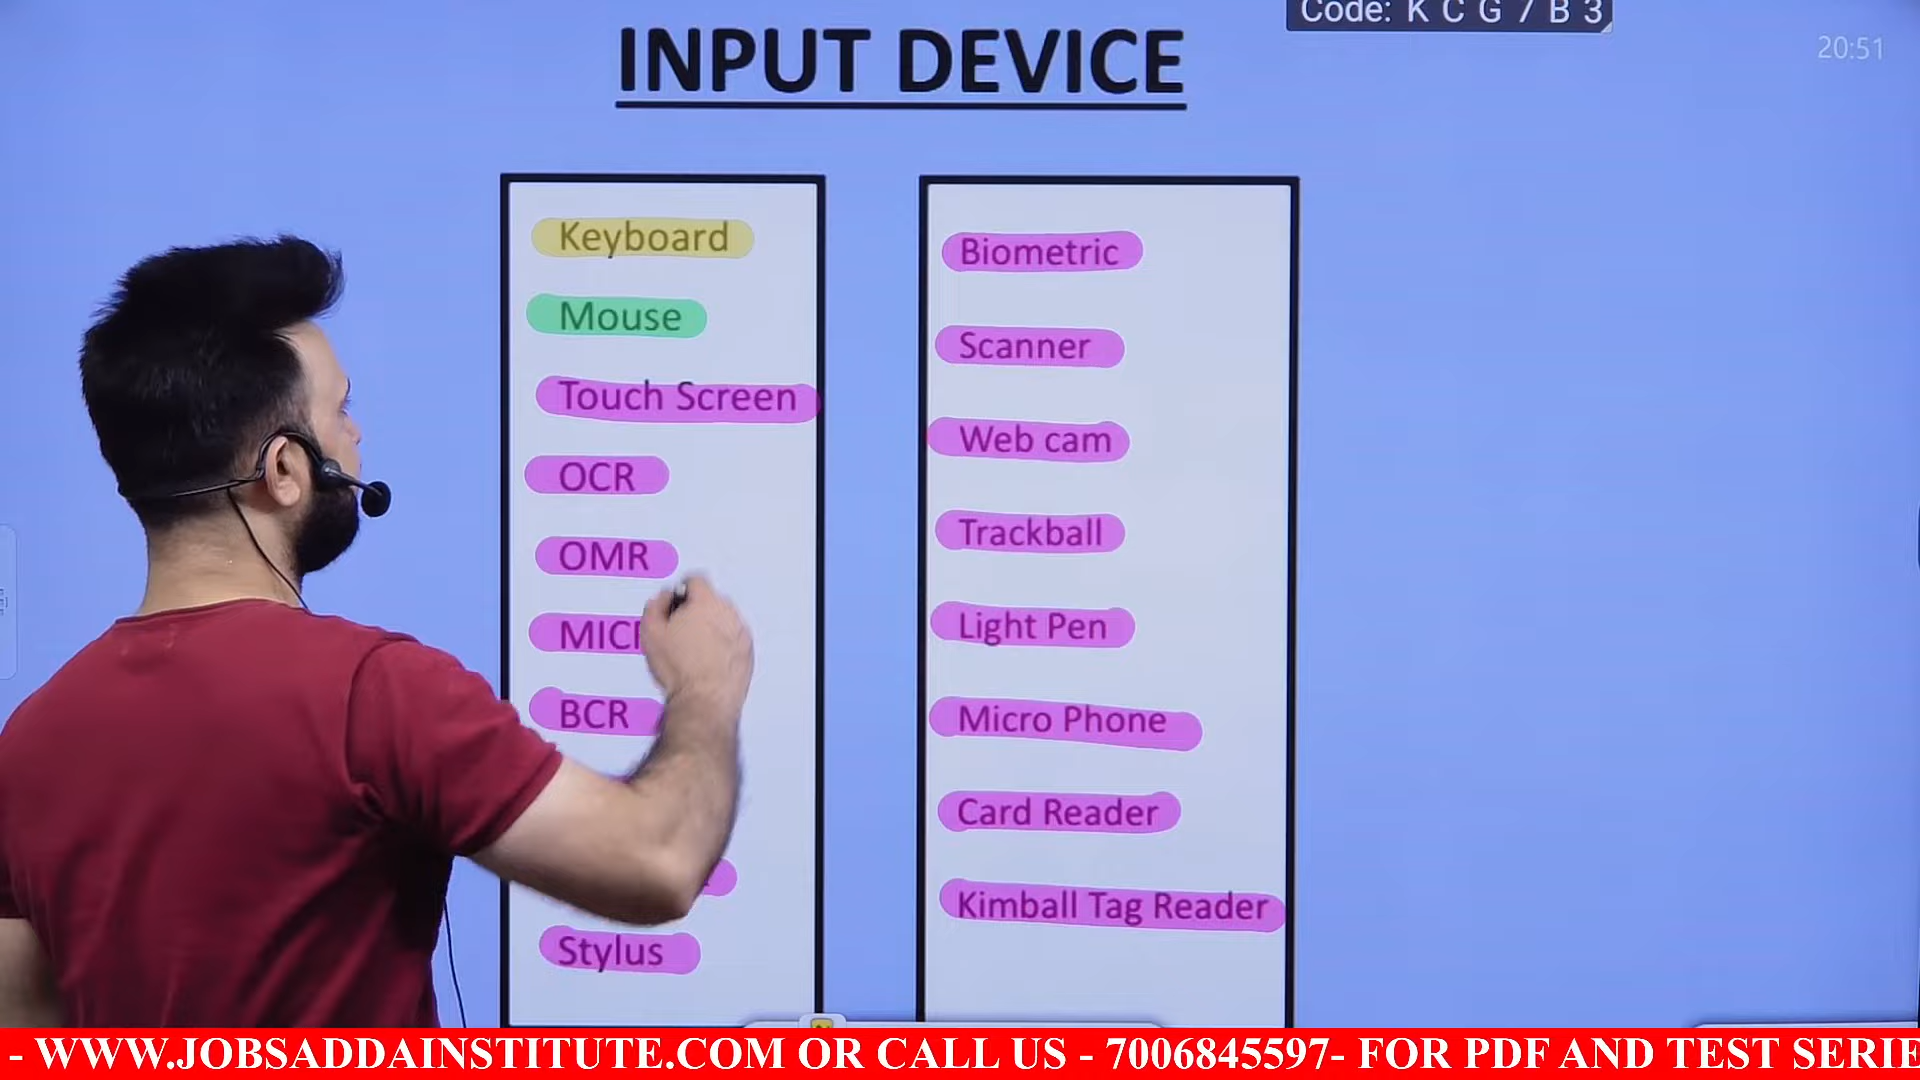 Code: K C G 7 B 3
20:51
INPUT DEVICE
Keyboard
Mouse
Touch Screen
OCR
OMR
BCR
Stylus
Biometric
Scanner
Web cam
Trackball
Light Pen
Micro Phone
Card Reader
Kimball Tag Reader
- WWW.JOBSADDAINSTITUTE.COM OR CALL US - 7006845597- FOR PDF AND TEST SERIE